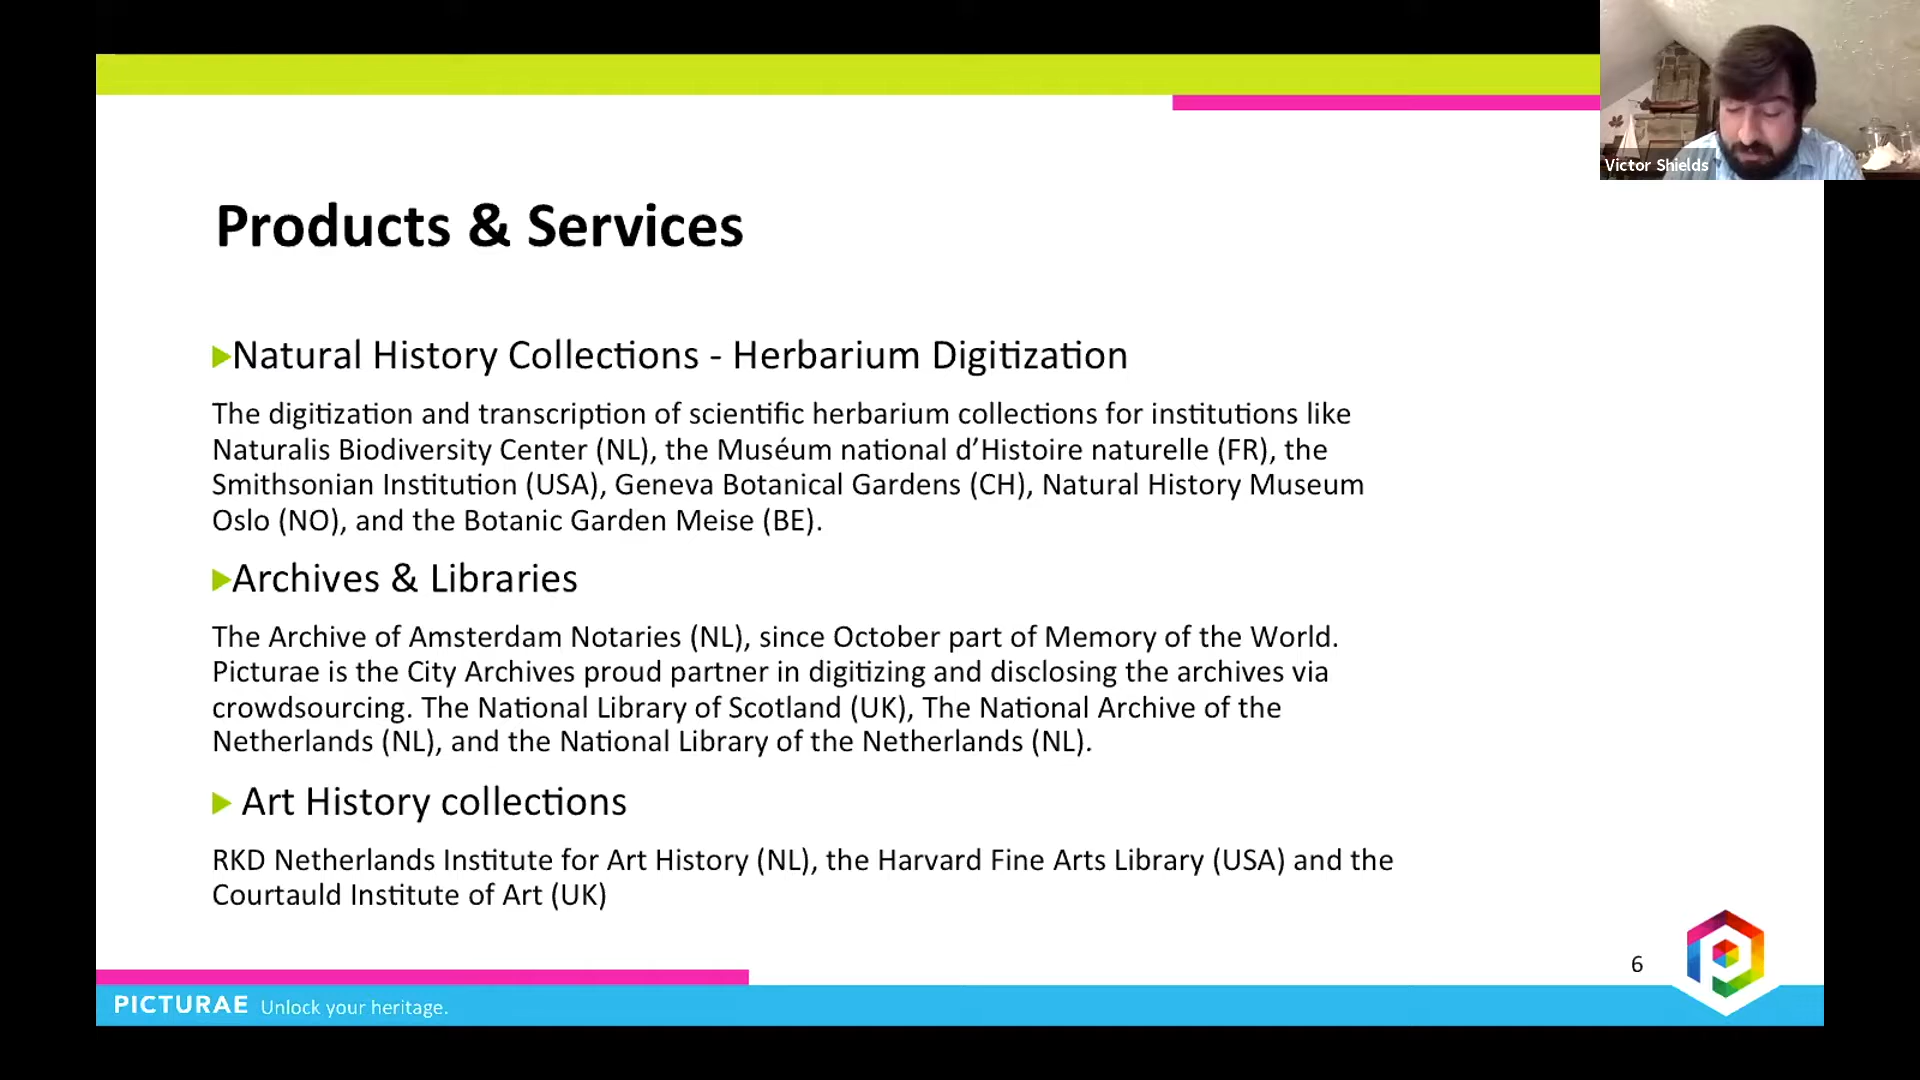 Victor Shields
Products & Services
Natural History Collections - Herbarium Digitization
The digitization and transcription of scientific herbarium collections for institutions like
Naturalis Biodiversity Center (NL), the Muséum national d’Histoire naturelle (FR), the
Smithsonian Institution (USA), Geneva Botanical Gardens (CH), Natural History Museum
Oslo (NO), and the Botanic Garden Meise (BE).
Archives & Libraries
The Archive of Amsterdam Notaries (NL), since October part of Memory of the World.
Picturae is the City Archives proud partner in digitizing and disclosing the archives via
crowdsourcing. The National Library of Scotland (UK), The National Archive of the
Netherlands (NL), and the National Library of the Netherlands (NL).
Art History collections
RKD Netherlands Institute for Art History (NL), the Harvard Fine Arts Library (USA) and the
Courtauld Institute of Art (UK)
6
PICTURAE Unlock your heritage.